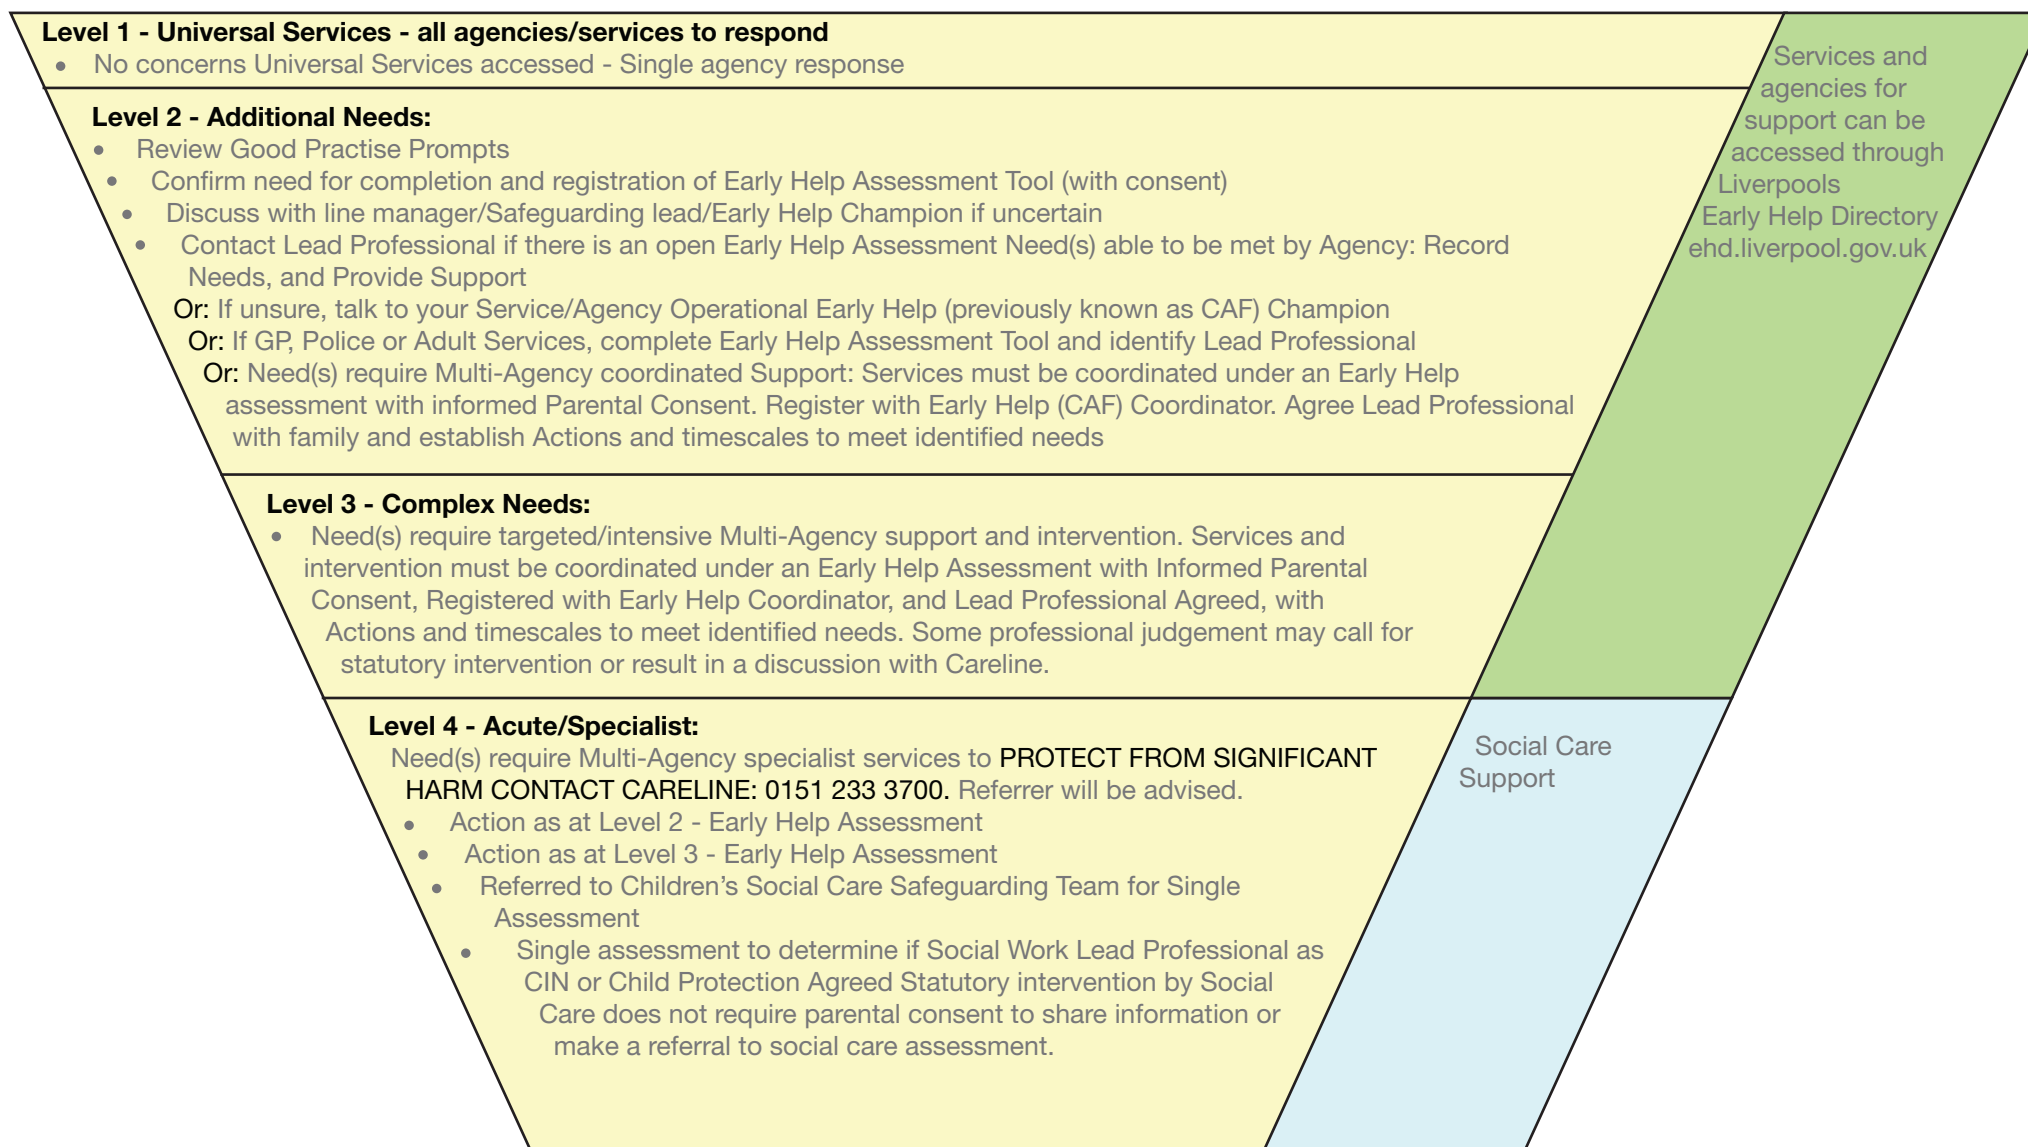 Level 1 - Universal Services - all agencies/services to respond
• No concerns Universal Services accessed - Single agency response
Level 2 - Additional Needs:
• Review Good Practise Prompts
• Confirm need for completion and registration of Early Help Assessment Tool (with consent)
• Discuss with line manager/Safeguarding lead/Early Help Champion if uncertain
• Contact Lead Professional if there is an open Early Help Assessment Need(s) able to be met by Agency: Record
Needs, and Provide Support
Or: If unsure, talk to your Service/Agency Operational Early Help (previously known as CAF) Champion
Or: If GP, Police or Adult Services, complete Early Help Assessment Tool and identify Lead Professional
Or: Need(s) require Multi-Agency coordinated Support: Services must be coordinated under an Early Help
assessment with informed Parental Consent. Register with Early Help (CAF) Coordinator. Agree Lead Professional
with family and establish Actions and timescales to meet identified needs
Level 3 - Complex Needs:
• Need(s) require targeted/intensive Multi-Agency support and intervention. Services and
intervention must be coordinated under an Early Help Assessment with Informed Parental
Consent, Registered with Early Help Coordinator, and Lead Professional Agreed, with
Actions and timescales to meet identified needs. Some professional judgement may call for
statutory intervention or result in a discussion with Careline.
Level 4 - Acute/Specialist:
Need(s) require Multi-Agency specialist services to PROTECT FROM SIGNIFICANT
HARM CONTACT CARELINE: 0151 233 3700. Referrer will be advised.
• Action as at Level 2 - Early Help Assessment
• Action as at Level 3 - Early Help Assessment
• Referred to Children's Social Care Safeguarding Team for Single
Assessment
• Single assessment to determine if Social Work Lead Professional as
CIN or Child Protection Agreed Statutory intervention by Social
Care does not require parental consent to share information or
make a referral to social care assessment.
Services and
agencies for
support can be
accessed through
Liverpools
Early Help Directory
ehd.liverpool.gov.uk
Social Care
Support